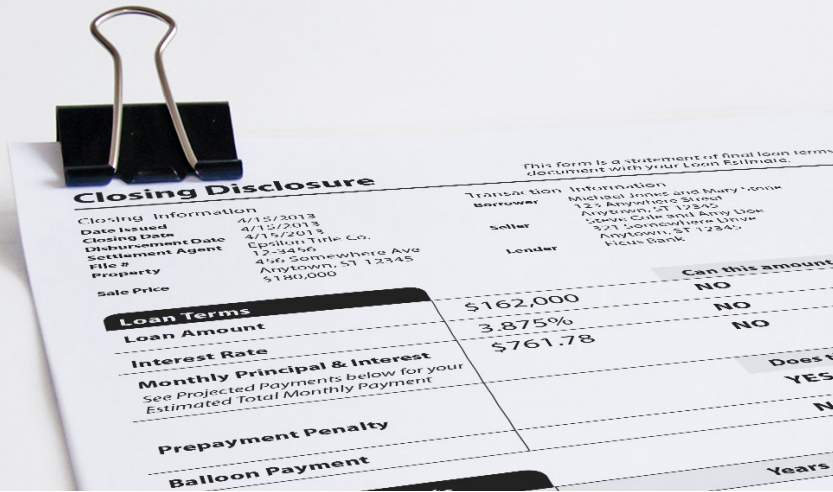 This form is a statement of final loan terms
document with your Loan Estimate.
Closing Disclosure
Closing Information
Date Issued 4/15/2013
Closing Date 4/15/2013
Disbursement Date 4/15/2013
Settlement Agent Epsilon Title Co.
File # 12-3456
Property 456 Somewhere Ave
Anytown, ST 12345
Sale Price $180,000
Transaction Information
Borrower Michael Jones and Mary Stone
123 Anywhere Street
Anytown, ST 12345
Seller Steve Cole and Amy Doe
321 Somewhere Drive
Anytown, ST 12345
Lender Ficus Bank
Loan Terms
Can this amount
Loan Amount $162,000 NO
Interest Rate 3.875% NO
Monthly Principal & Interest $761.78 NO
See Projected Payments below for your
Estimated Total Monthly Payment
Does
Prepayment Penalty YES
Balloon Payment
Years